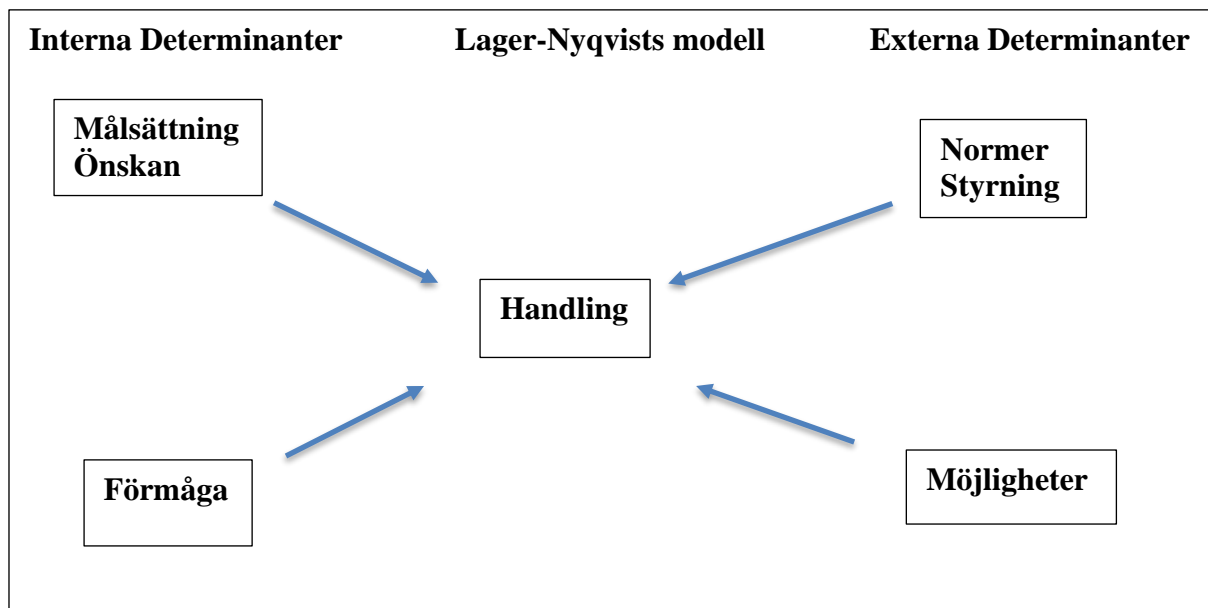 Interna Determinanter
Lager-Nyqvists modell
Externa Determinanter
Målsättning
Önskan
Normer
Styrning
Handling
Förmåga
Möjligheter